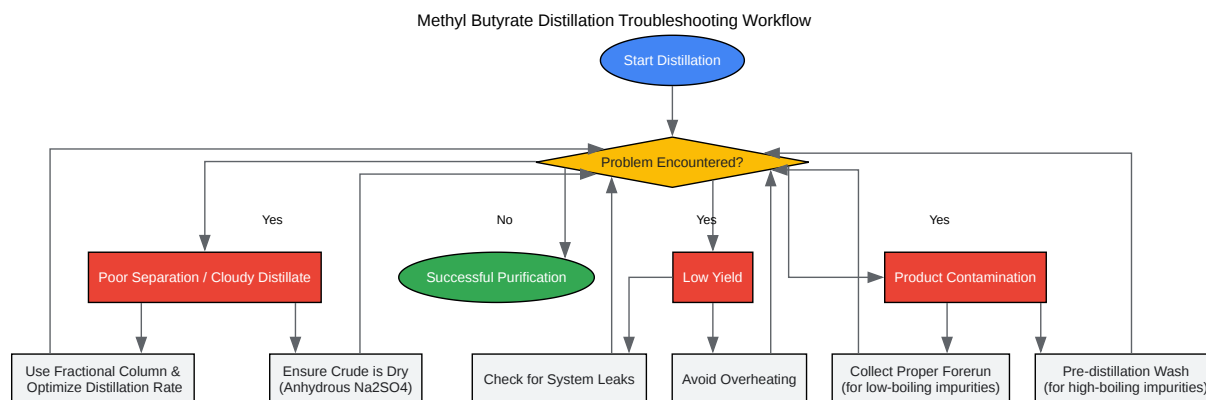 Methyl Butyrate Distillation Troubleshooting Workflow
Start Distillation
Problem Encountered?
Yes
No
Yes
Yes
Poor Separation / Cloudy Distillate
Successful Purification
Low Yield
Product Contamination
Use Fractional Column &
Optimize Distillation Rate
Ensure Crude is Dry
(Anhydrous Na2SO4)
Check for System Leaks
Avoid Overheating
Collect Proper Forerun
(for low-boiling impurities)
Pre-distillation Wash
(for high-boiling impurities)